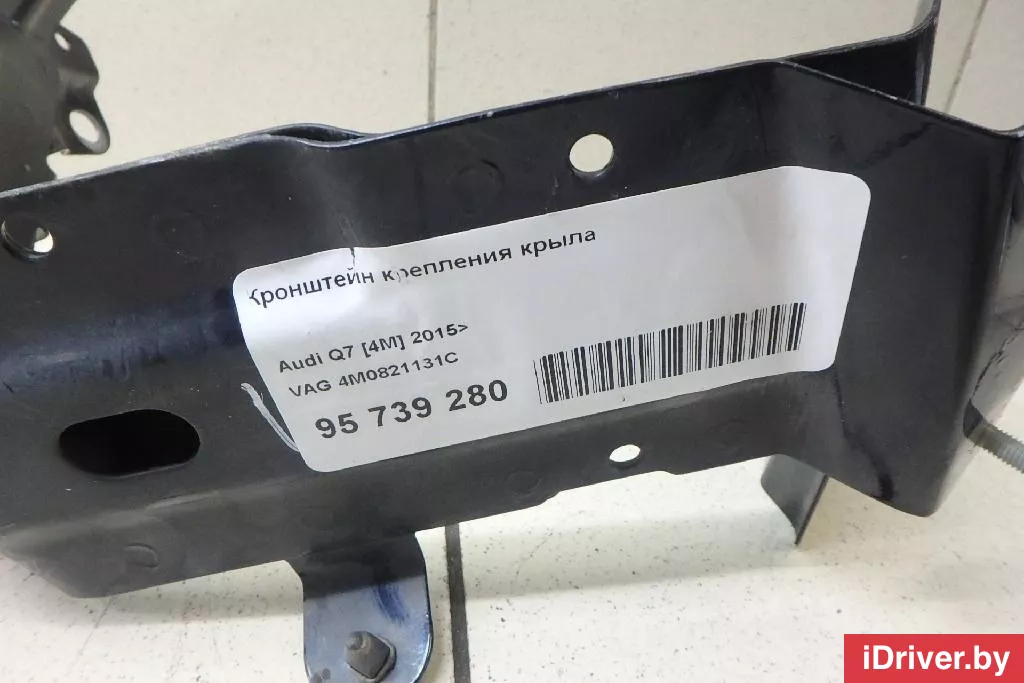 Кронштейн крепления крыла
Audi Q7 [4M] 2015>
VAG 4M0821131C
95 739 280
iDriver.by